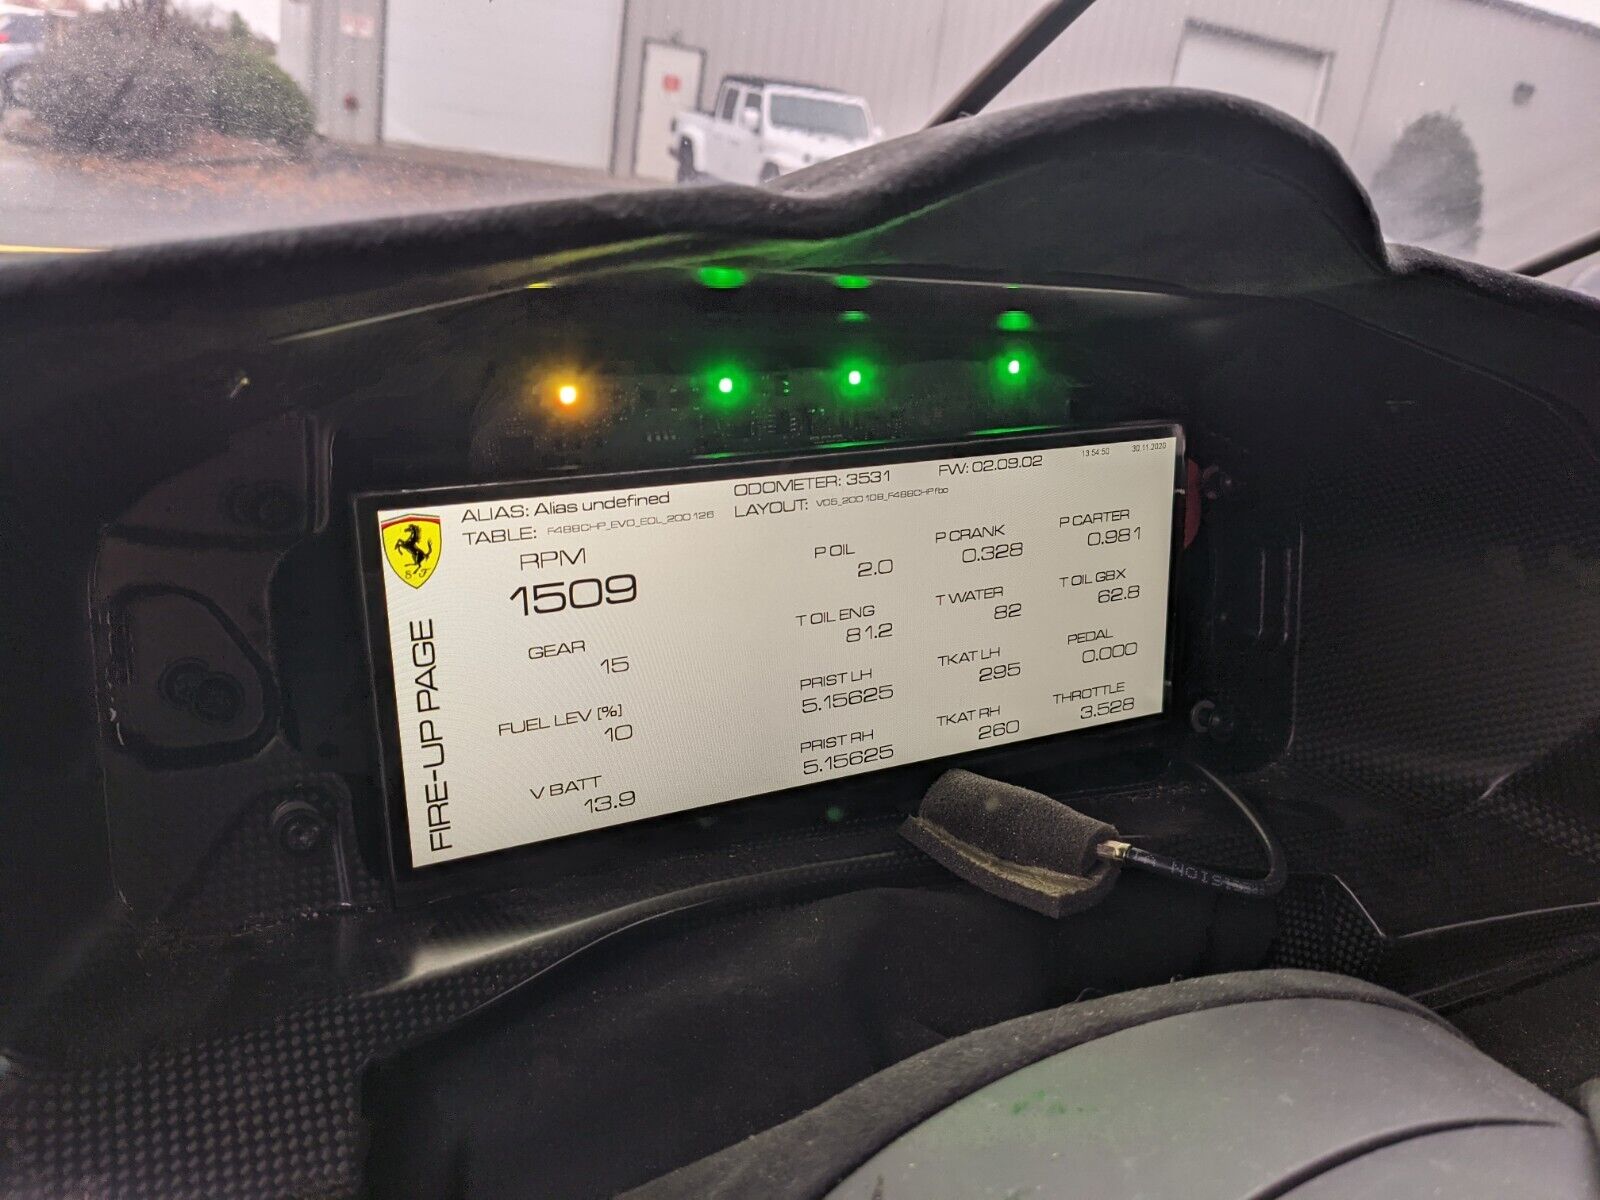 13:54:50 30.11.2020
ALIAS: Alias undefined ODOMETER: 3531 FW: 02.09.02
TABLE: F488CHP_EVO_EOL_200126 LAYOUT: V05_200108_F488CHP.fbc
S F
FIRE-UP PAGE
RPM
1509
GEAR
15
FUEL LEV [%]
10
V BATT
13.9
P OIL
2.0
T OIL ENG
81.2
PRIST LH
5.15625
PRIST RH
5.15625
P CRANK
0.328
T WATER
82
TKAT LH
295
TKAT RH
260
P CARTER
0.981
T OIL GBX
62.8
PEDAL
0.000
THROTTLE
3.528